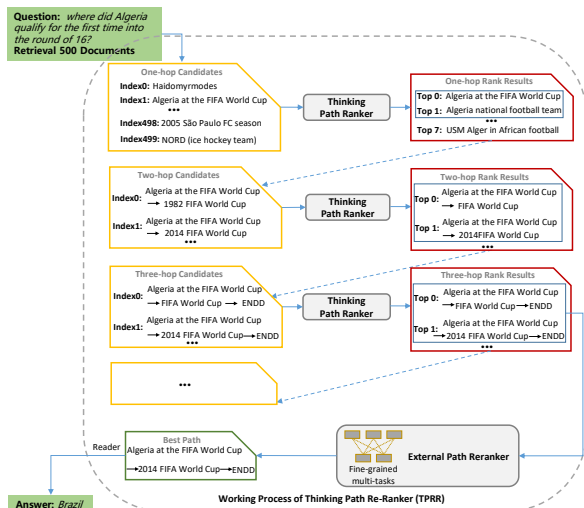 Question: where did Algeria
qualify for the first time into
the round of 16?
Retrieval 500 Documents
One-hop Candidates
Index0: Haidomyrmodes
Index1: Algeria at the FIFA World Cup
•••
Index498: 2005 São Paulo FC season
Index499: NORD (ice hockey team)
Thinking
Path Ranker
One-hop Rank Results
Top 0: Algeria at the FIFA World Cup
Top 1: Algeria national football team
•••
Top 7: USM Alger in African football
Two-hop Candidates
Index0: Algeria at the FIFA World Cup
→ 1982 FIFA World Cup
Index1: Algeria at the FIFA World Cup
→ 2014 FIFA World Cup
•••
Thinking
Path Ranker
Two-hop Rank Results
Top 0: Algeria at the FIFA World Cup
→ FIFA World Cup
Top 1: Algeria at the FIFA World Cup
→ 2014FIFA World Cup
•••
Three-hop Candidates
Index0: Algeria at the FIFA World Cup
→FIFA World Cup → ENDD
Index1: Algeria at the FIFA World Cup
→2014 FIFA World Cup→ENDD
•••
Thinking
Path Ranker
Three-hop Rank Results
Top 0: Algeria at the FIFA World Cup
→FIFA World Cup→ENDD
Top 1: Algeria at the FIFA World Cup
→2014 FIFA World Cup→ENDD
•••
•••
Reader
Best Path
Algeria at the FIFA World Cup
→2014 FIFA World Cup→ENDD
Fine-grained
multi-tasks
External Path Reranker
Working Process of Thinking Path Re-Ranker (TPRR)
Answer: Brazil